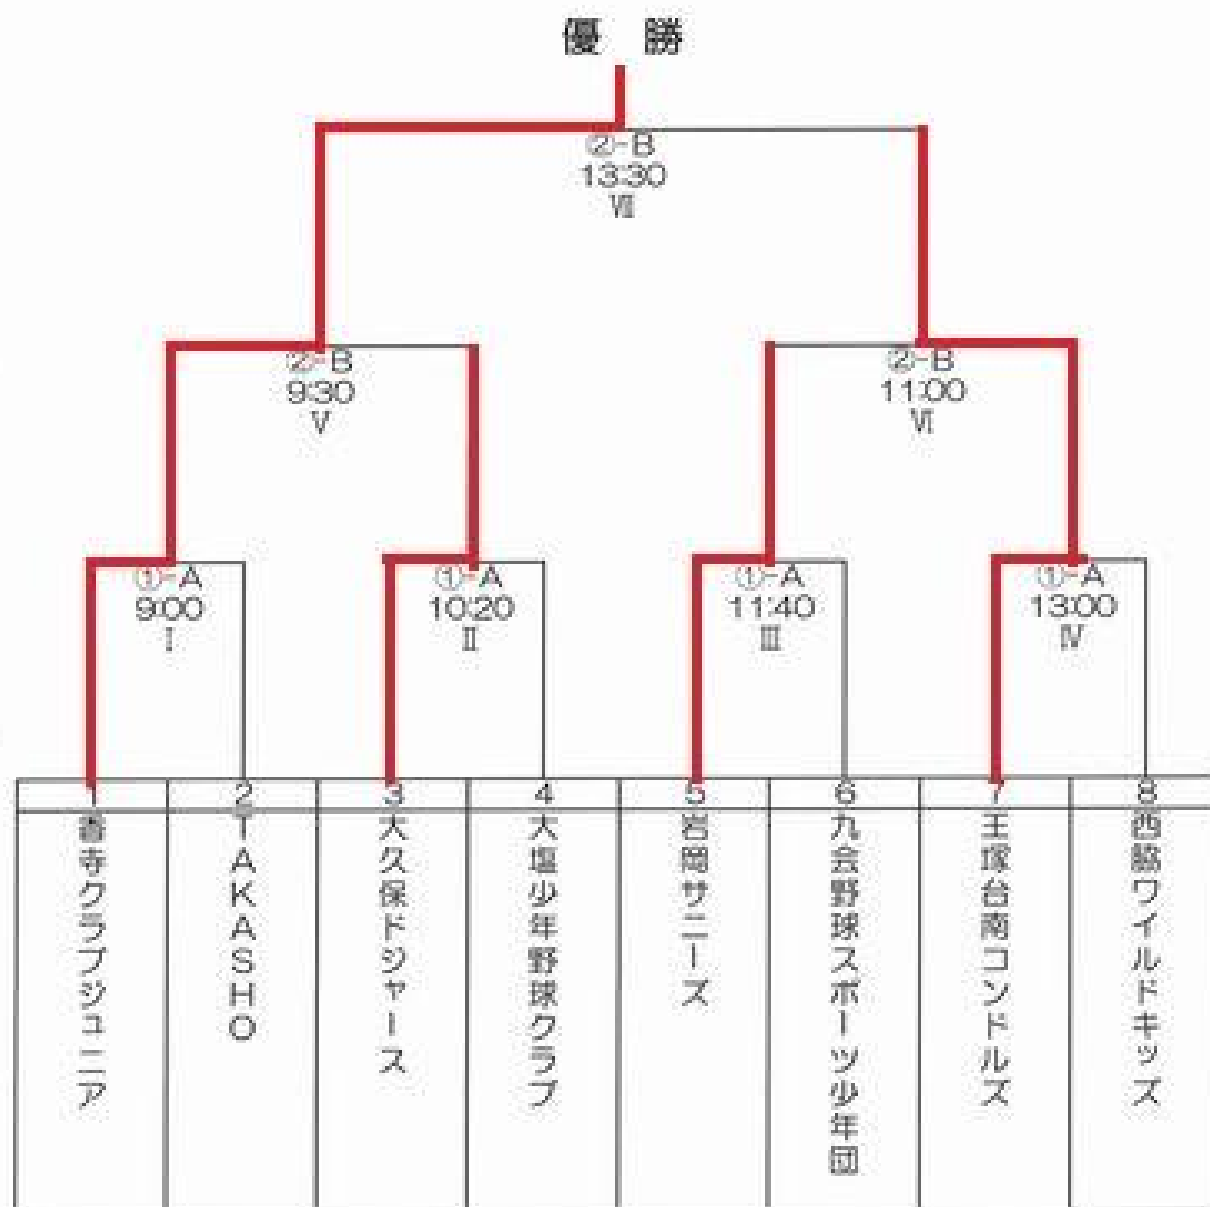 優 勝
②-B
13:30
Ⅶ
②-B
9:30
Ⅴ
②-B
11:00
Ⅵ
①-A
9:00
Ⅰ
①-A
10:20
Ⅱ
①-A
11:40
Ⅲ
①-A
13:00
Ⅳ
1
2
3
4
5
6
7
8
香寺クラブジュニア
TAKASHO
大久保ドジャース
大塩少年野球クラブ
岩岡サニーズ
九会野球スポーツ少年団
王塚台南コンドルズ
西脇ワイルドキッズ